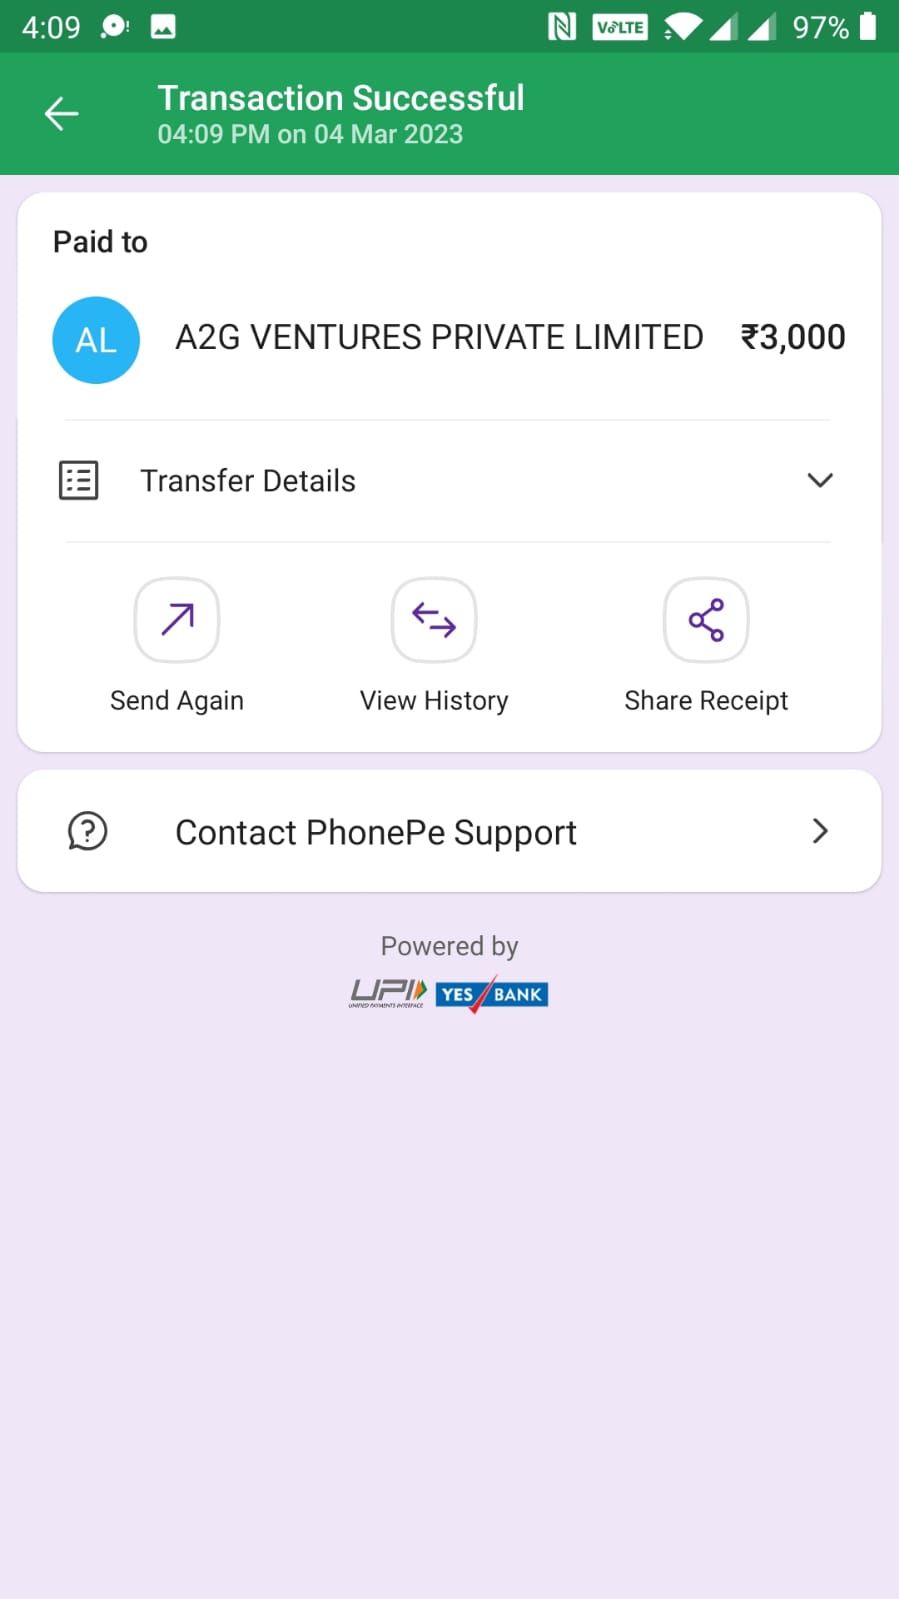 4:09
VoLTE
97%
Transaction Successful
04:09 PM on 04 Mar 2023
Paid to
AL
A2G VENTURES PRIVATE LIMITED
₹3,000
Transfer Details
Send Again
View History
Share Receipt
Contact PhonePe Support
Powered by
UPI
UNIFIED PAYMENTS INTERFACE
YES BANK